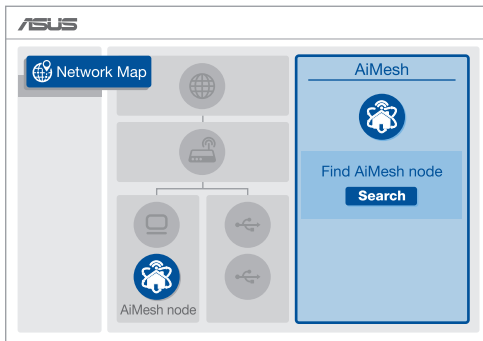 ASUS
Network Map
AiMesh
Find AiMesh node
Search
AiMesh node